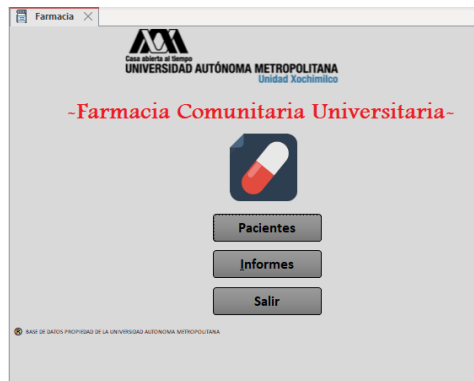 Farmacia
Casa abierta al tiempo
UNIVERSIDAD AUTÓNOMA METROPOLITANA
Unidad Xochimilco
-Farmacia Comunitaria Universitaria-
Pacientes
Informes
Salir
® BASE DE DATOS PROPIEDAD DE LA UNIVERSIDAD AUTONOMA METROPOLITANA